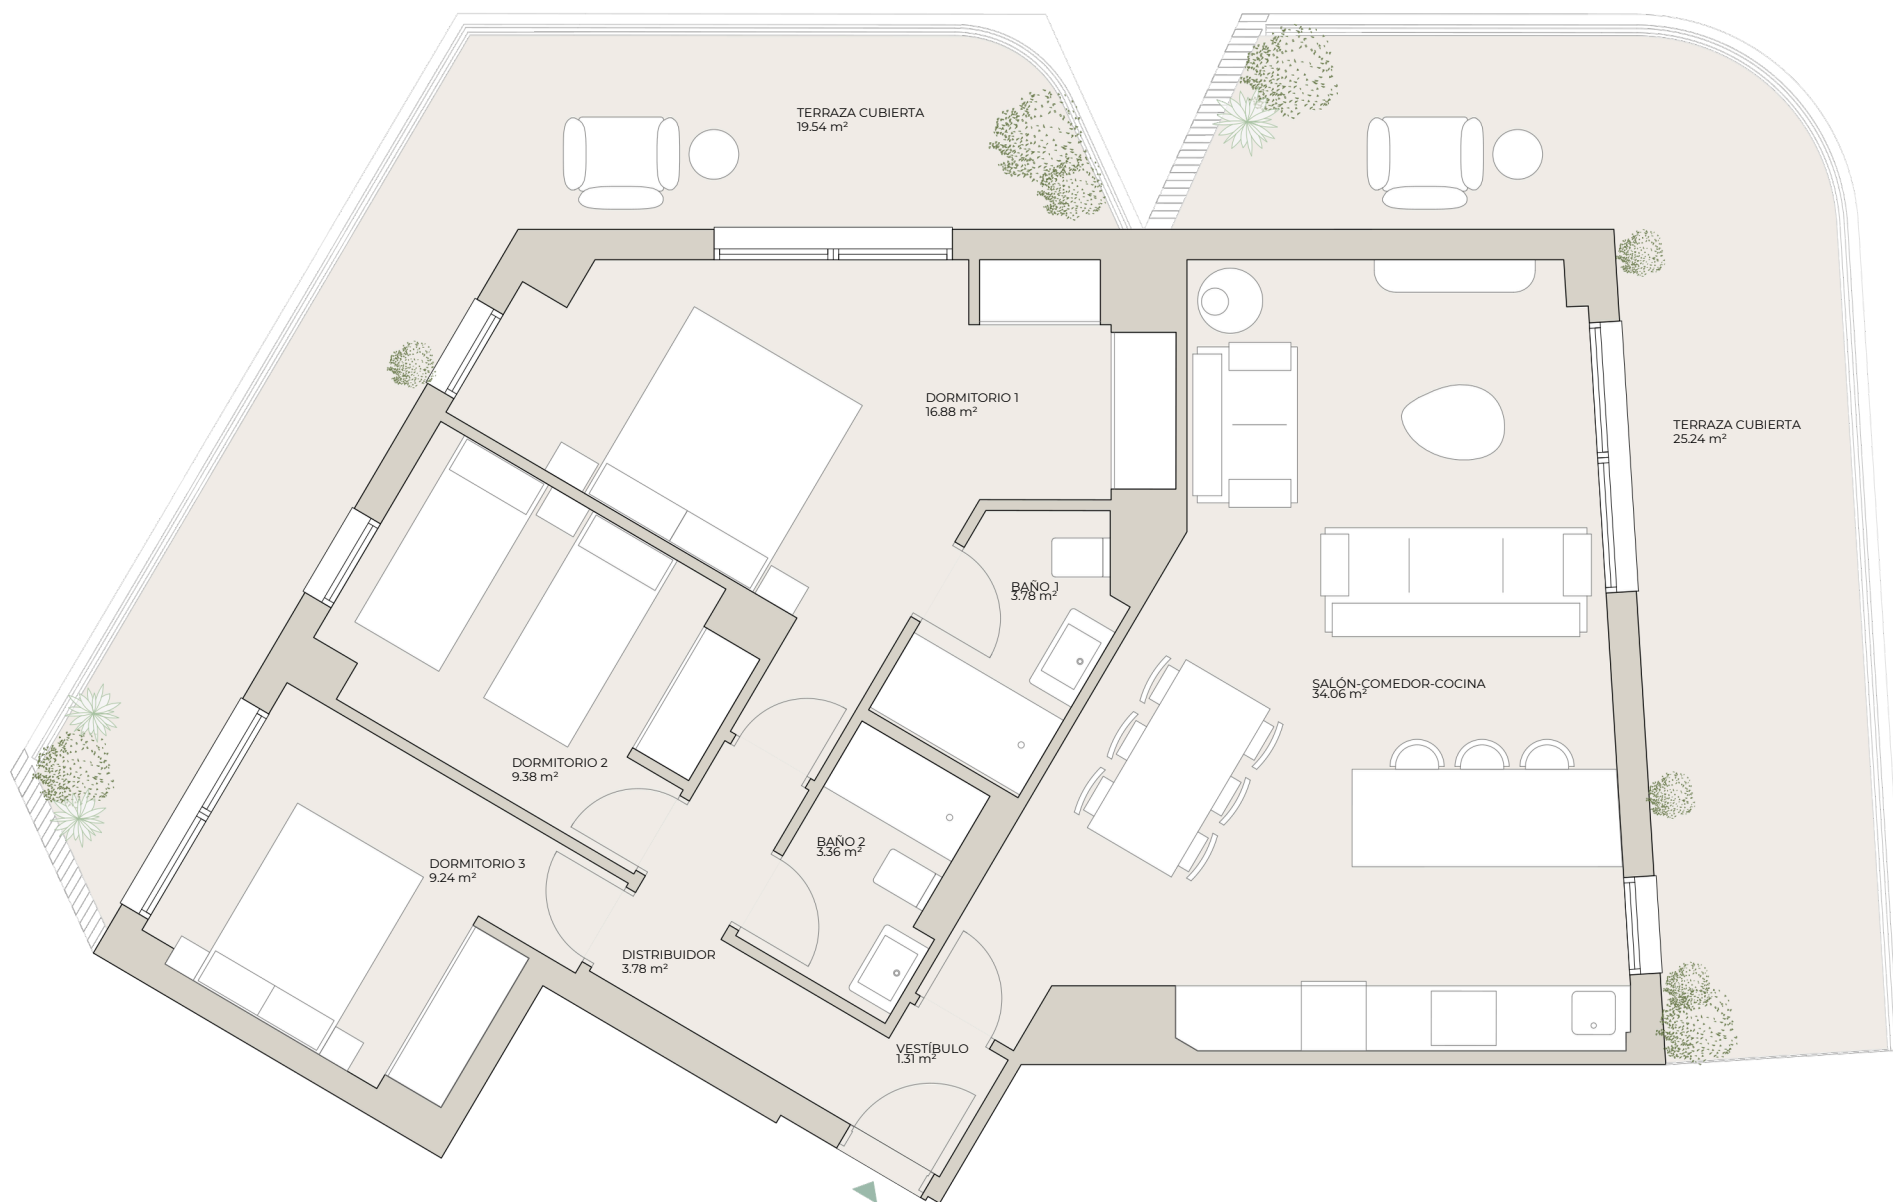 TERRAZA CUBIERTA
19.54 m²
DORMITORIO 1
16.88 m²
TERRAZA CUBIERTA
25.24 m²
BAÑO 1
3.78 m²
SALÓN-COMEDOR-COCINA
34.06 m²
DORMITORIO 2
9.38 m²
BAÑO 2
3.36 m²
DORMITORIO 3
9.24 m²
DISTRIBUIDOR
3.78 m²
VESTÍBULO
1.31 m²